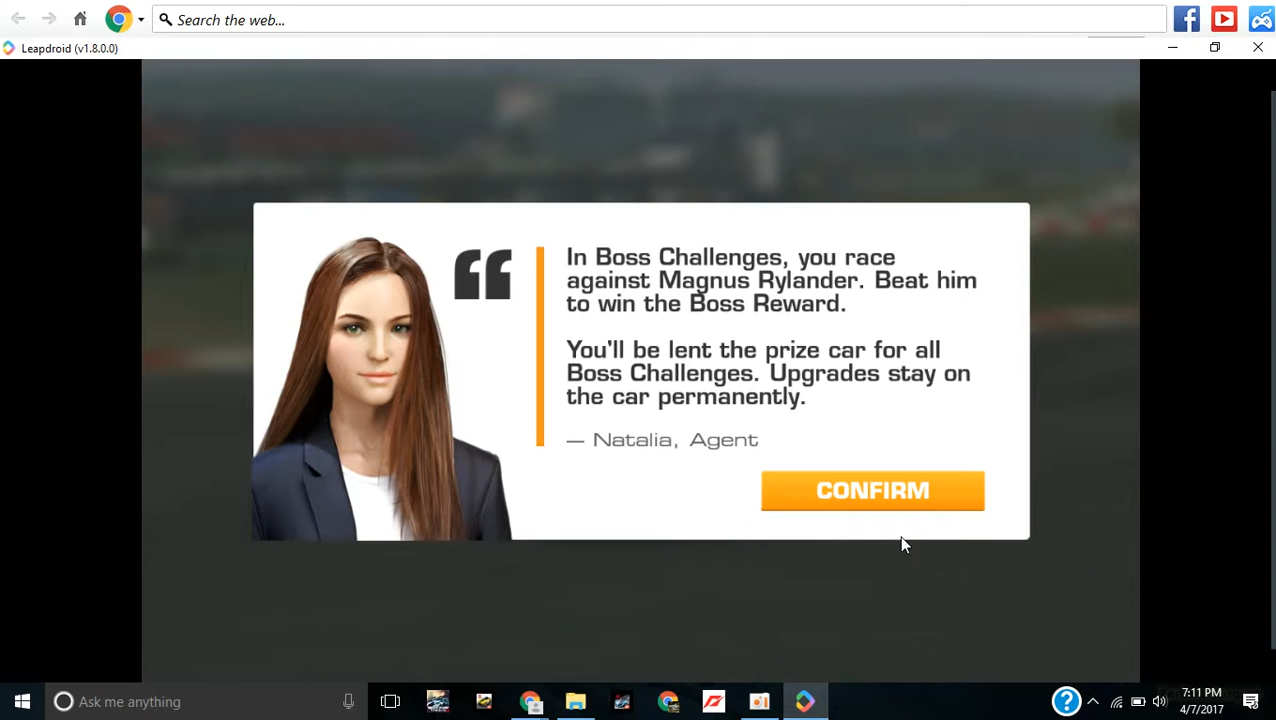 Search the web...
Leapdroid (v1.8.0.0)
In Boss Challenges, you race
against Magnus Rylander. Beat him
to win the Boss Reward.
You'll be lent the prize car for all
Boss Challenges. Upgrades stay on
the car permanently.
— Natalia, Agent
CONFIRM
Ask me anything
7:11 PM
4/7/2017